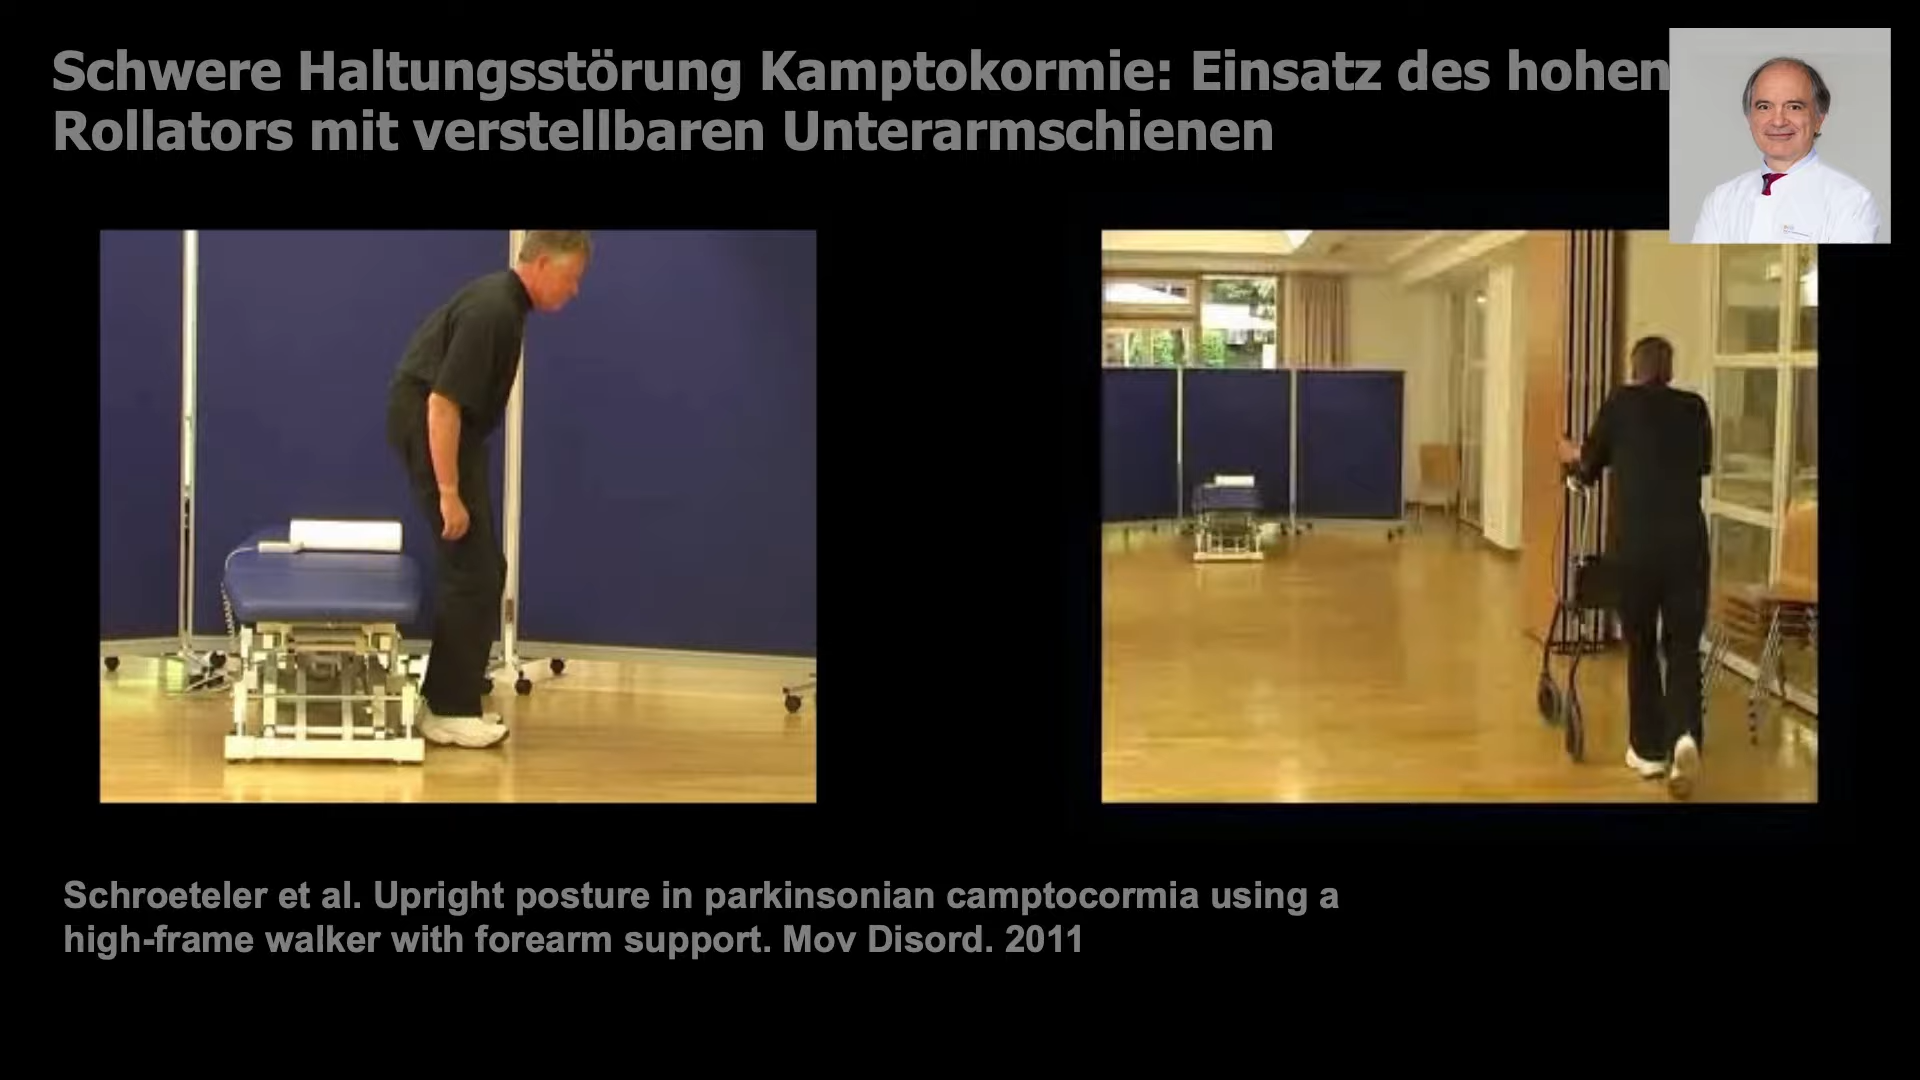 Schwere Haltungsstörung Kamptokormie: Einsatz des hohen
Rollators mit verstellbaren Unterarmschienen
Schroeteler et al. Upright posture in parkinsonian camptocormia using a
high-frame walker with forearm support. Mov Disord. 2011